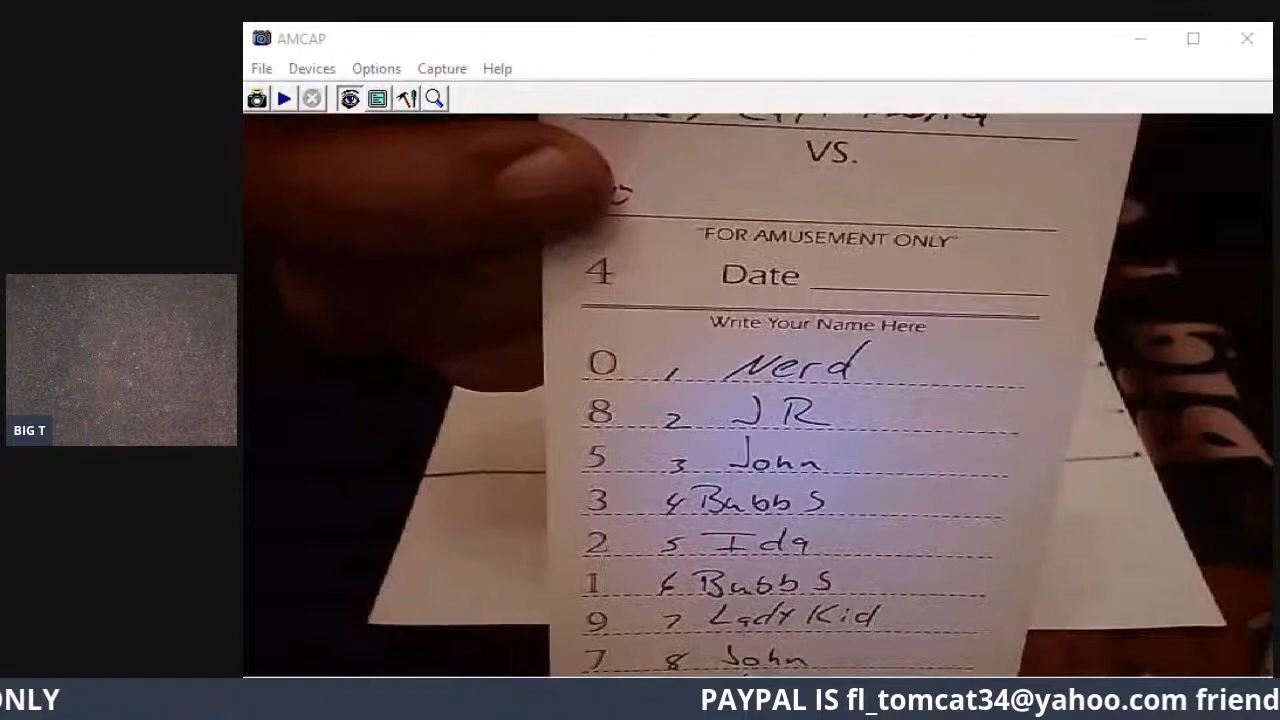 AMCAP
File Devices Options Capture Help
VS.
"FOR AMUSEMENT ONLY"
4 Date
Write Your Name Here
0 1 Nerd
8 2 JR
5 3 John
3 4 Bubb S
2 5 Ida
1 6 Bubb S
9 7 Lady Kid
7 8 John
BIG T
ONLY PAYPAL IS fl_tomcat34@yahoo.com friend